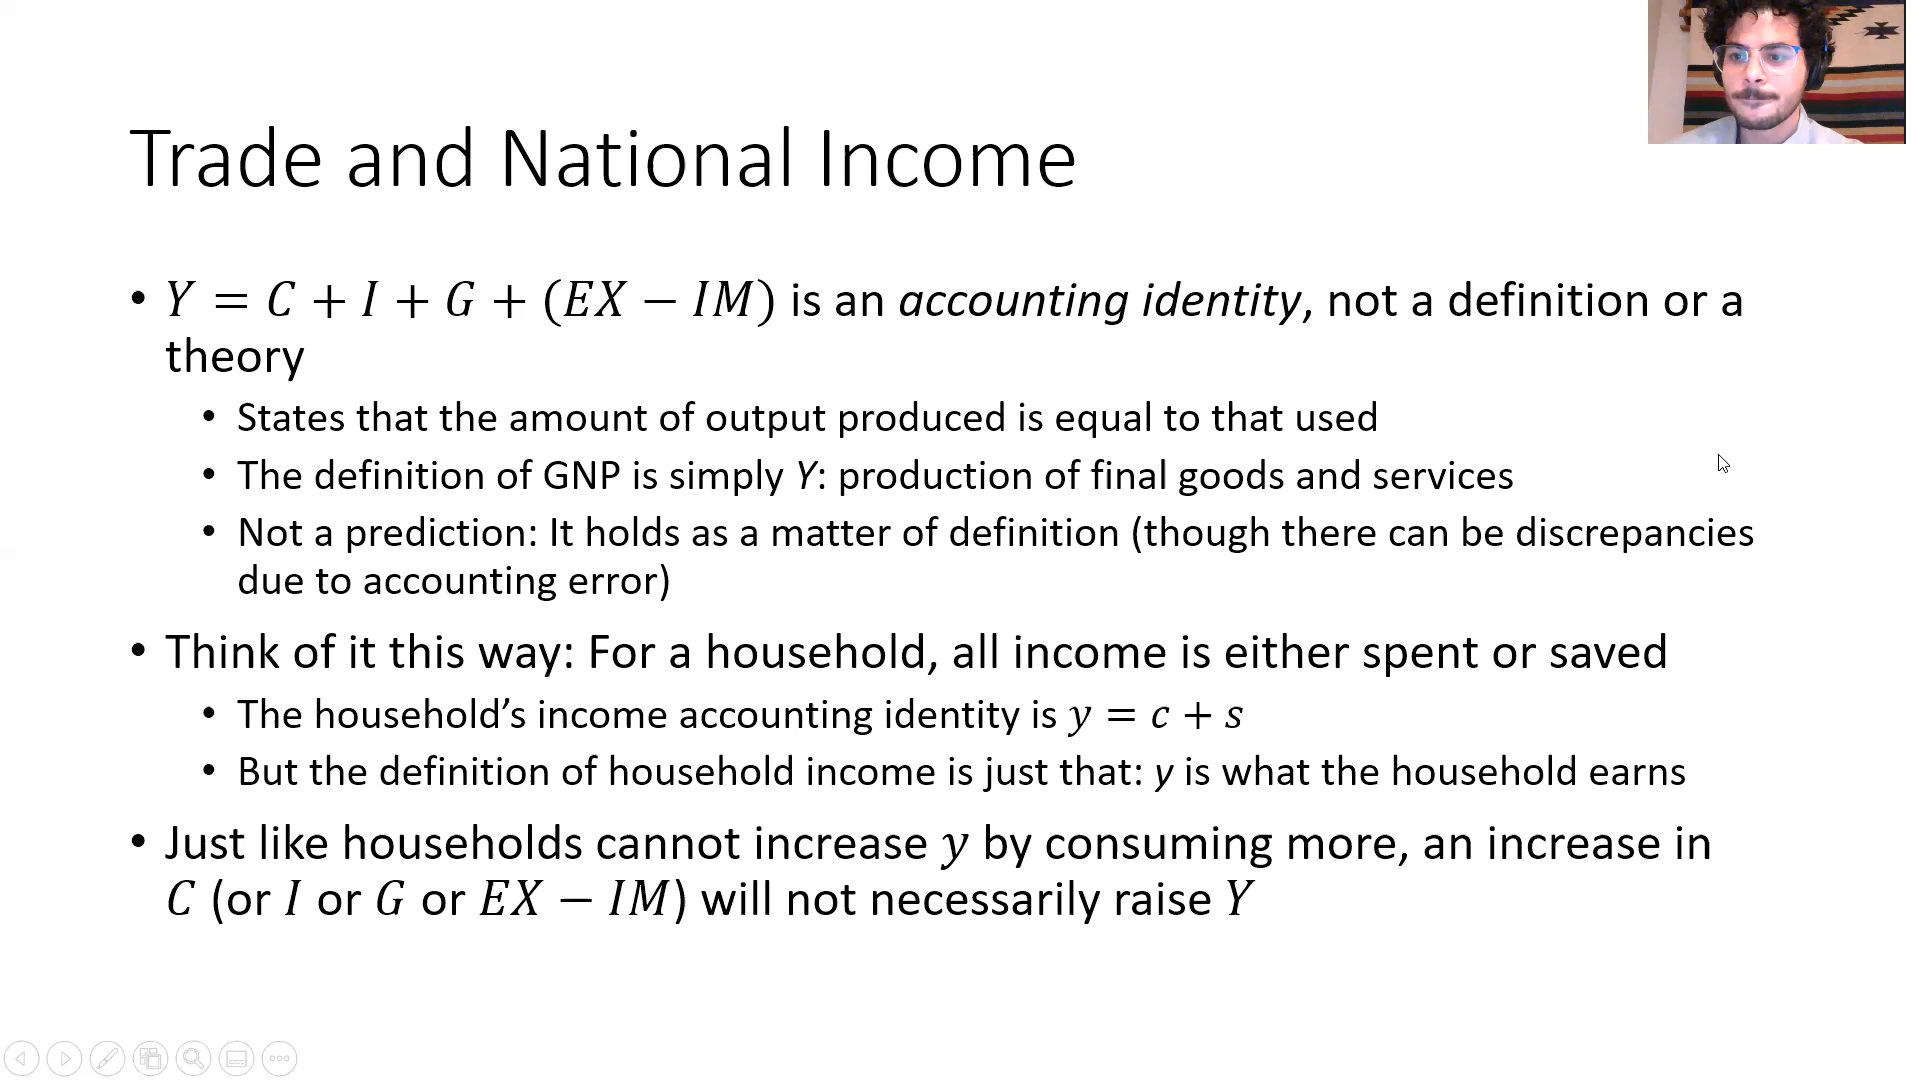 Trade and National Income
• Y = C + I + G + (EX − IM) is an accounting identity, not a definition or a
theory
• States that the amount of output produced is equal to that used
• The definition of GNP is simply Y: production of final goods and services
• Not a prediction: It holds as a matter of definition (though there can be discrepancies
due to accounting error)
• Think of it this way: For a household, all income is either spent or saved
• The household’s income accounting identity is y = c + s
• But the definition of household income is just that: y is what the household earns
• Just like households cannot increase y by consuming more, an increase in
C (or I or G or EX − IM) will not necessarily raise Y